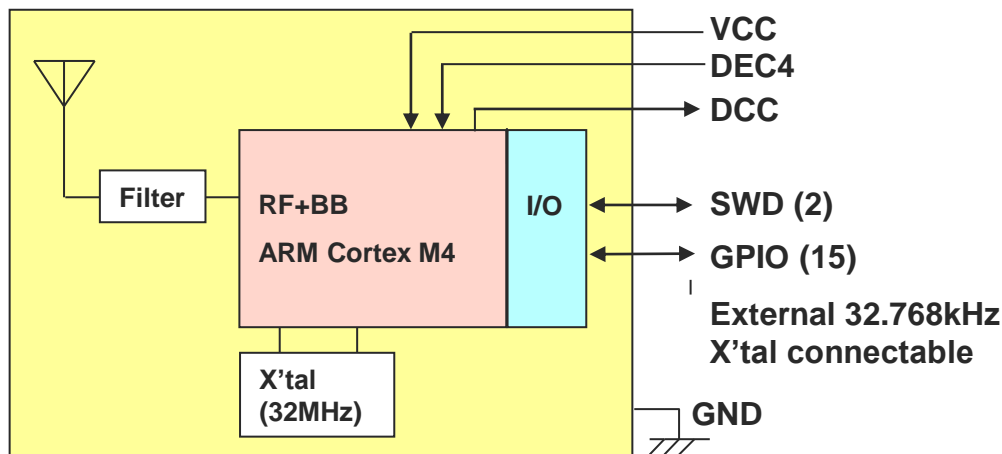 VCC
DEC4
DCC
Filter
RF+BB
ARM Cortex M4
I/O
SWD (2)
GPIO (15)
External 32.768kHz
X'tal connectable
X'tal
(32MHz)
GND